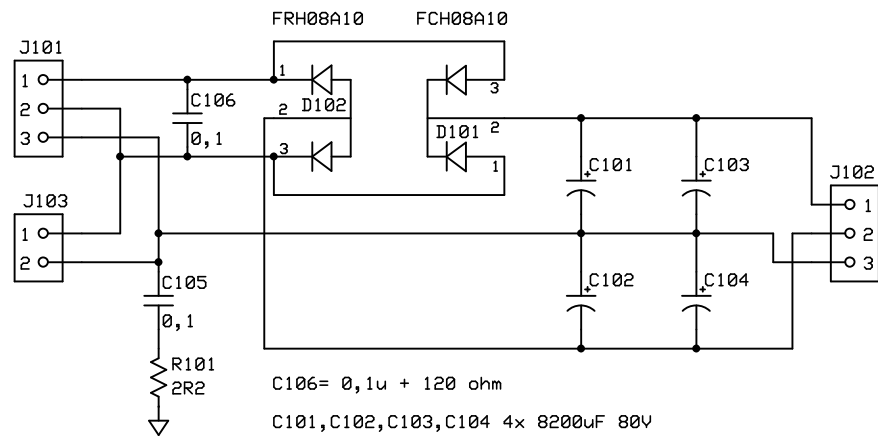 FRH08A10 FCH08A10
J101
1
2
3
C106
0,1
1
D102
2
3
3
2
D101
1
C101
C103
J102
1
2
3
J103
1
2
C102
C104
C105
0,1
R101
2R2
C106= 0,1u + 120 ohm
C101,C102,C103,C104 4x 8200uF 80V